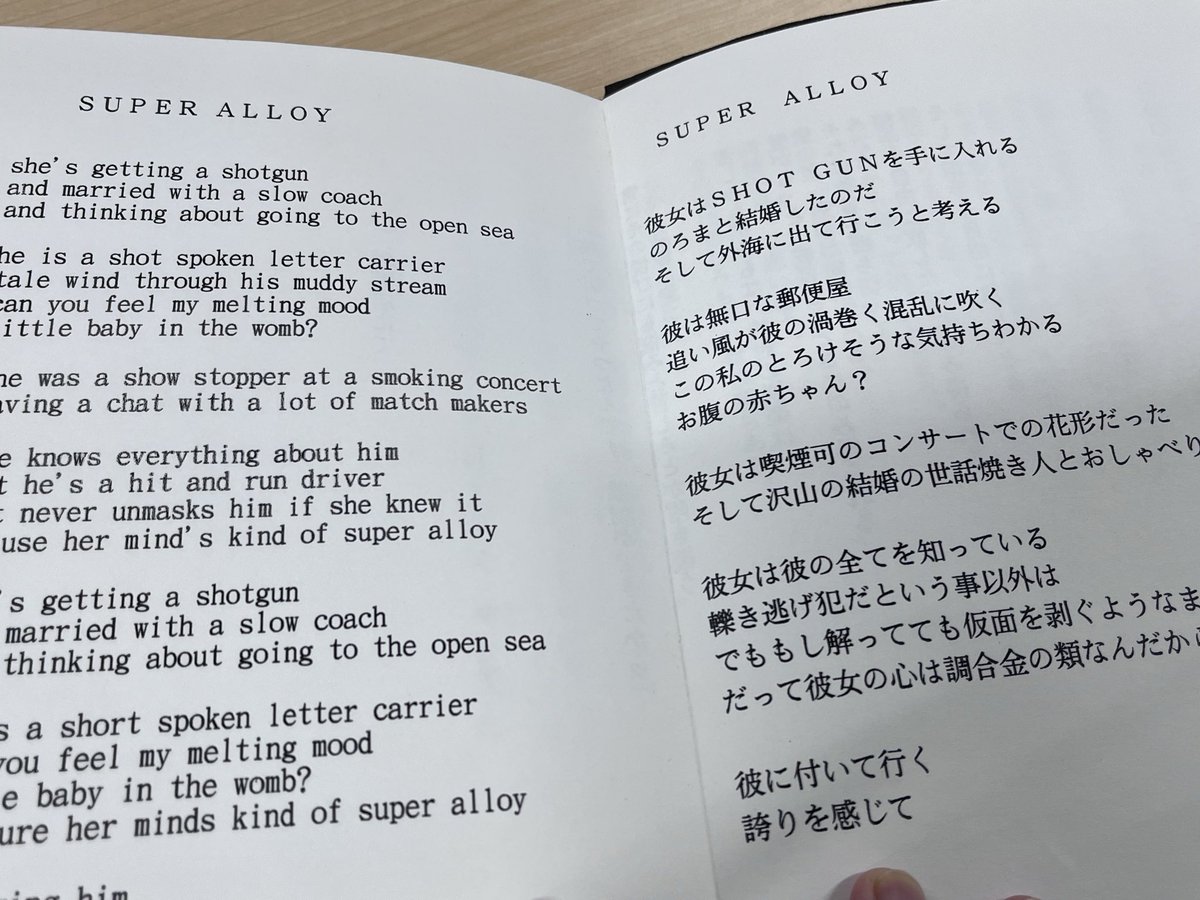 SUPER ALLOY
she's getting a shotgun
and married with a slow coach
and thinking about going to the open sea
is a shot spoken letter carrier
wind through his muddy stream
can you feel my melting mood
baby in the womb?
was a show stopper at a smoking concert
a chat with a lot of match makers
knows everything about him
he's a hit and run driver
never unmasks him if she knew it
her mind's kind of super alloy
getting a shotgun
married with a slow coach
thinking about going to the open sea
a short spoken letter carrier
you feel my melting mood
baby in the womb?
her minds kind of super alloy
him
SUPER ALLOY
彼女はSHOT GUNを手に入れる
のろまと結婚したのだ
そして外海に出て行こうと考える
彼は無口な郵便屋
追い風が彼の渦巻く混乱に吹く
この私のとろけそうな気持ちわかる
お腹の赤ちゃん?
彼女は喫煙可のコンサートでの花形だった
そして沢山の結婚の世話焼き人とおしゃべり
彼女は彼の全てを知っている
轢き逃げ犯だという事以外は
でももし解ってても仮面を剥ぐようなま
だって彼女の心は調合金の類なんだから
彼に付いて行く
誇りを感じて